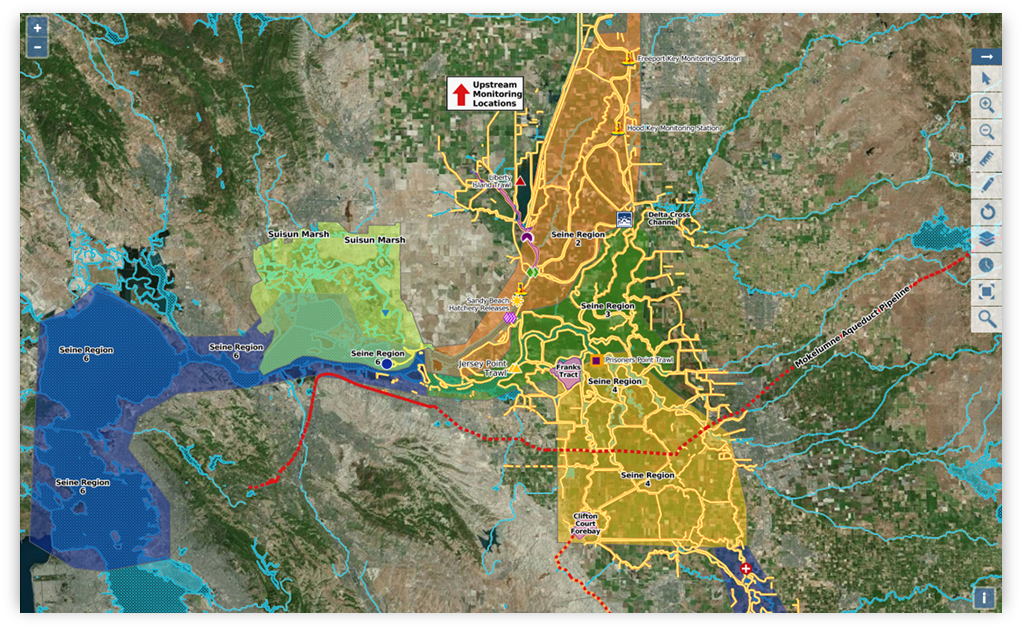 +
−
Upstream
Monitoring
Locations
Freeport Key Monitoring Station
Hood Key Monitoring Station
Liberty
Island Trawl
Delta Cross
Channel
Seine Region
2
Suisun Marsh
Suisun Marsh
Sandy Beach
Hatchery Releases
Seine Region
3
Mokelumne Aqueduct Pipeline
Seine Region
6
Seine Region
6
Seine Region
6
Jersey Point
Trawl
Prisoners Point Trawl
Franks
Tract
Seine Region
4
Seine Region
4
Seine Region
6
Clifton
Court
Forebay
i